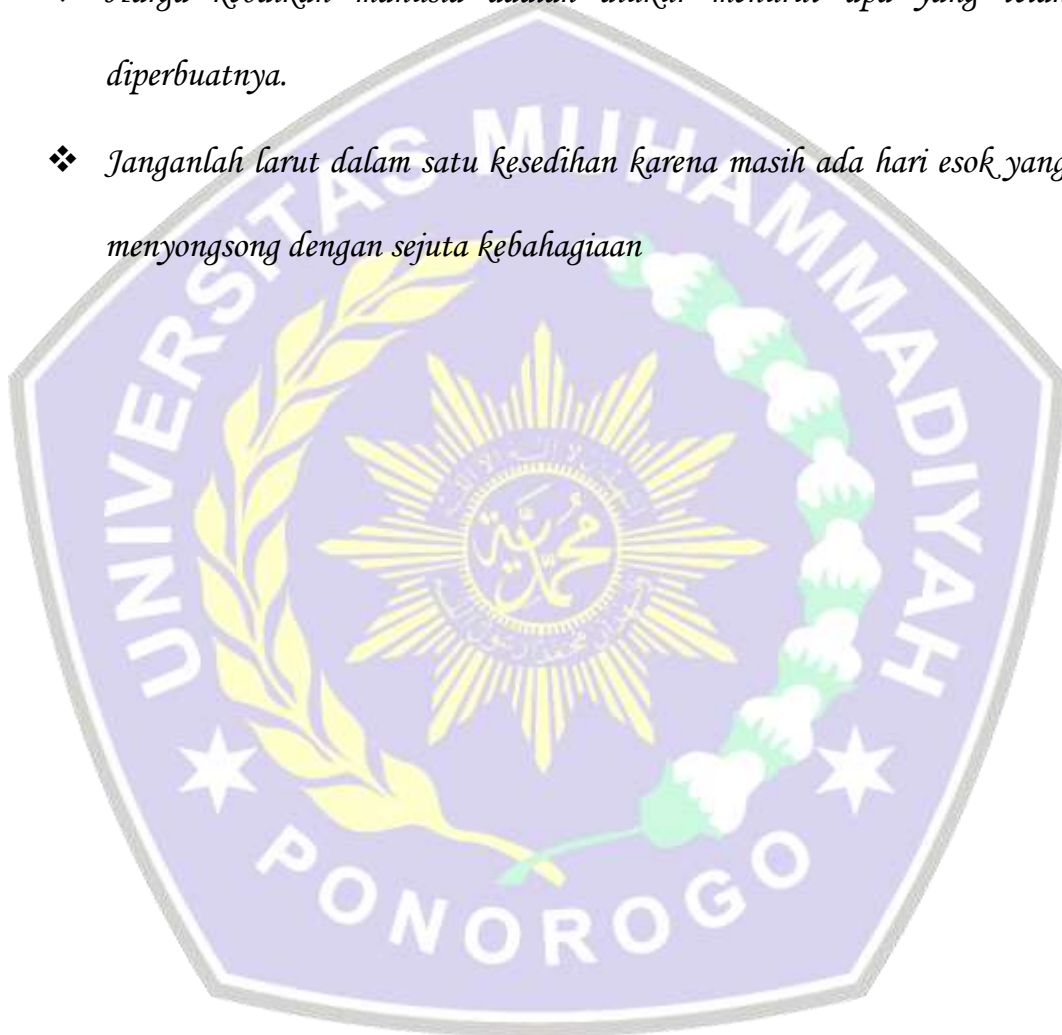 diperbuatnya.
❖ Janganlah larut dalam satu kesedihan karena masih ada hari esok yang
menyongsong dengan sejuta kebahagiaan
UNIVERSITAS MUHAMMADIYAH
محمدية
PONOROGO